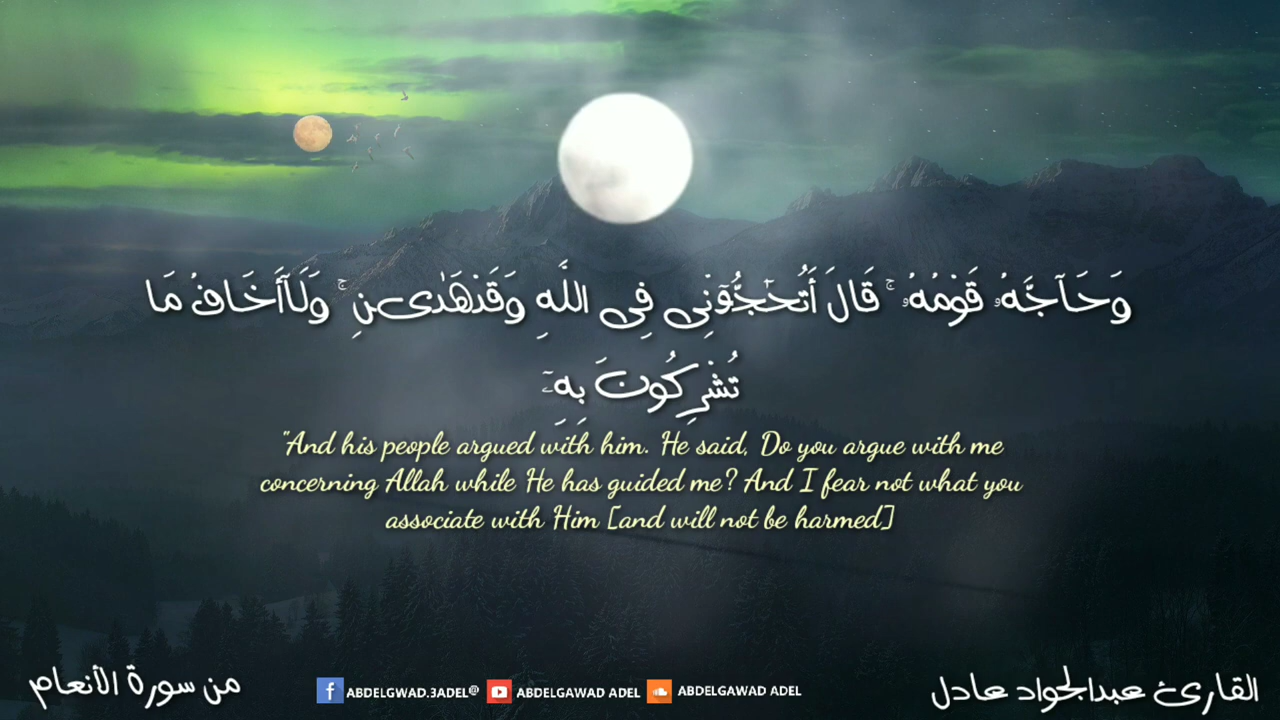 وَحَآجَّهُۥ قَوْمُهُۥ ۚ قَالَ أَتُحَٰٓجُّوٓنِّى فِى اللَّهِ وَقَدْ هَدَىٰنِ ۚ وَلَآ أَخَافُ مَا
تُشْرِكُونَ بِهِۦٓ
"And his people argued with him. He said, 'Do you argue with me
concerning Allah while He has guided me? And I fear not what you
associate with Him [and will not be harmed]
من سورة الأنعام
ABDELGWAD.3ADEL@
ABDELGAWAD ADEL
ABDELGAWAD ADEL
القارئ عبدالجواد عادل